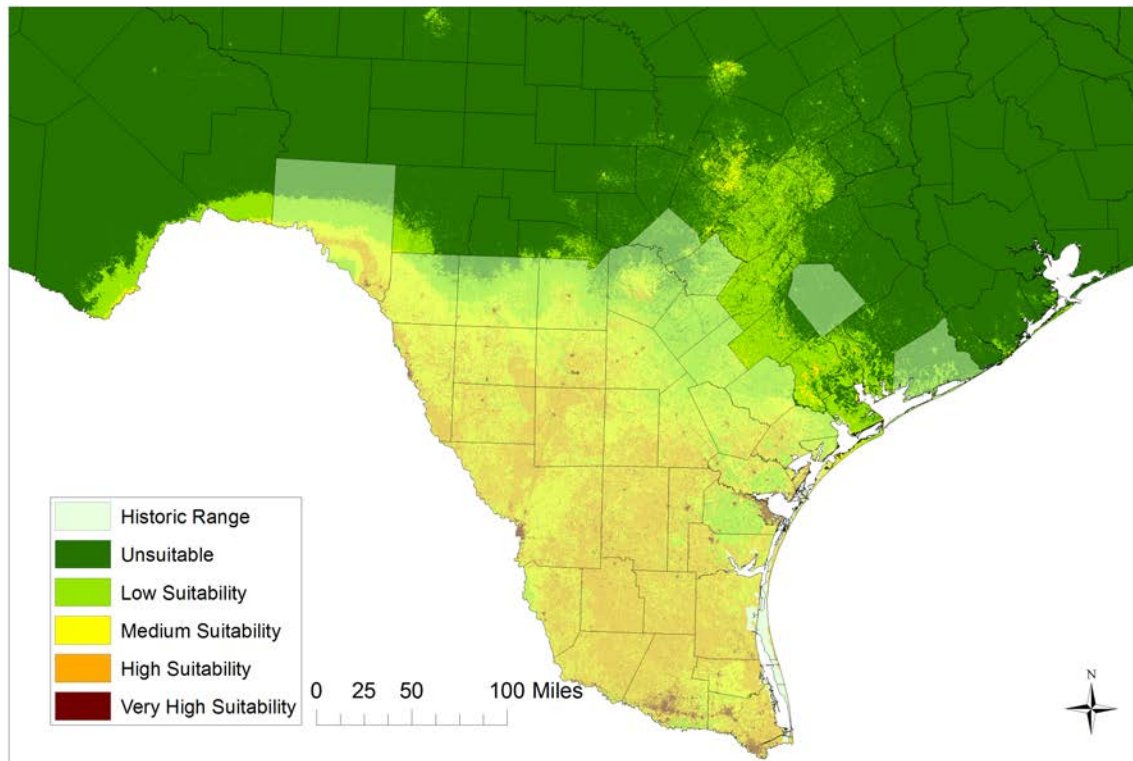 Historic Range
Unsuitable
Low Suitability
Medium Suitability
High Suitability
Very High Suitability
0 25 50 100 Miles
N